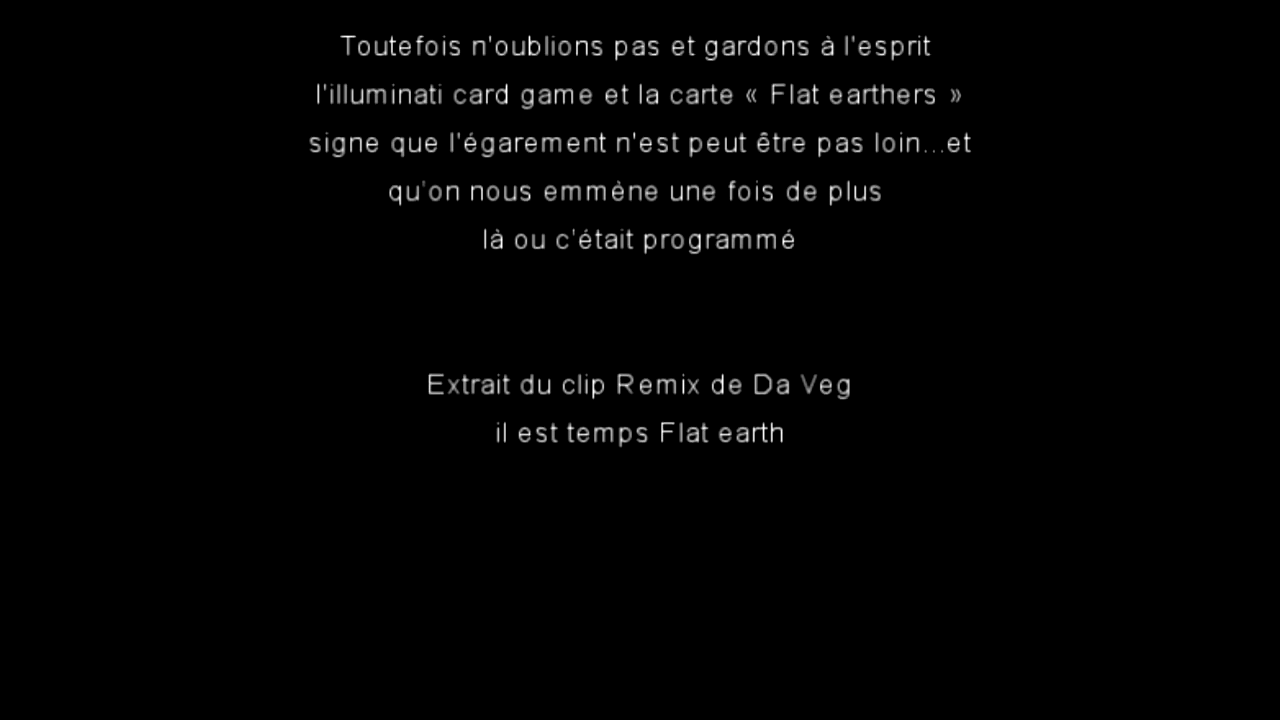 Toutefois n'oublions pas et gardons à l'esprit
l'illuminati card game et la carte « Flat earthers »
signe que l'égarement n'est peut être pas loin...et
qu'on nous emmène une fois de plus
là ou c'était programmé
Extrait du clip Remix de Da Veg
il est temps Flat earth